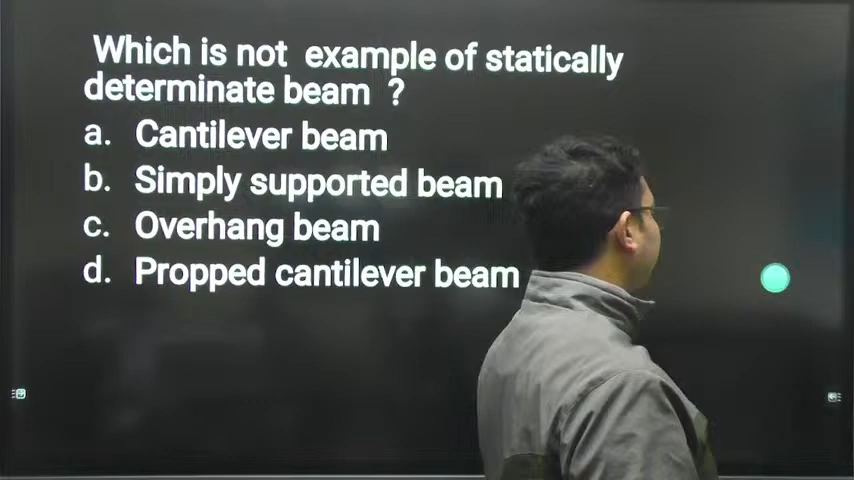 Which is not example of statically
determinate beam ?
a. Cantilever beam
b. Simply supported beam
c. Overhang beam
d. Propped cantilever beam